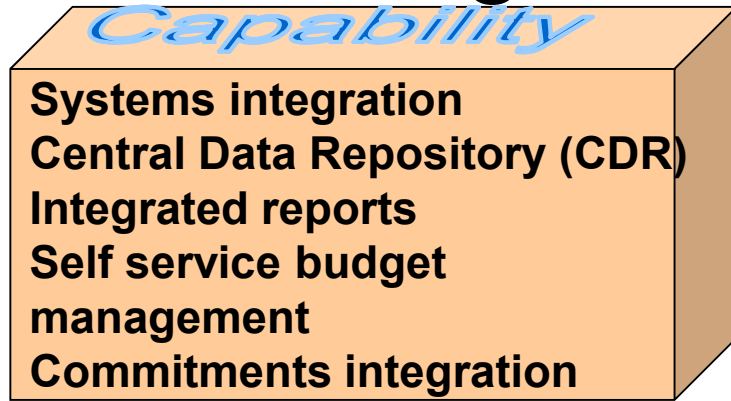 Capability
Systems integration
Central Data Repository (CDR)
Integrated reports
Self service budget
management
Commitments integration